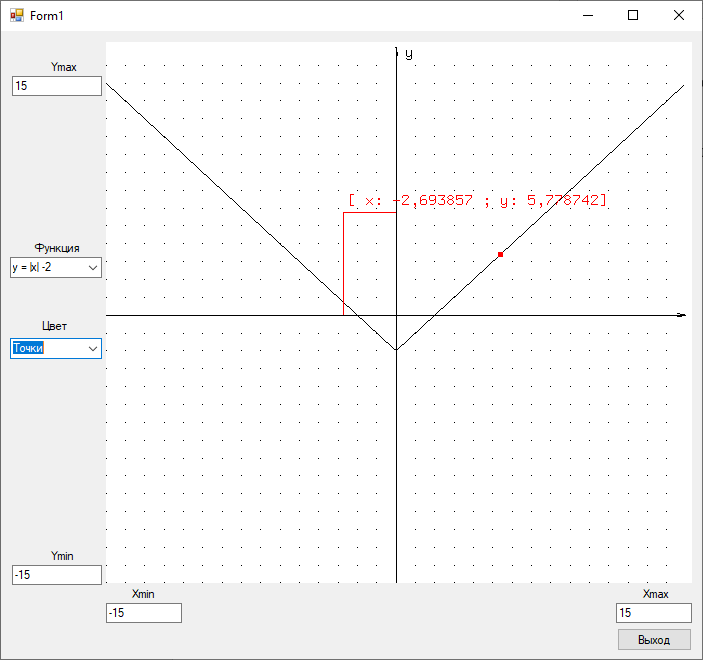 Form1
y
Ymax
15
[ x: -2,693857 ; y: 5,778742]
Функция
y = |x| -2
Цвет
Точки
Ymin
-15
Xmin
-15
Xmax
15
Выход